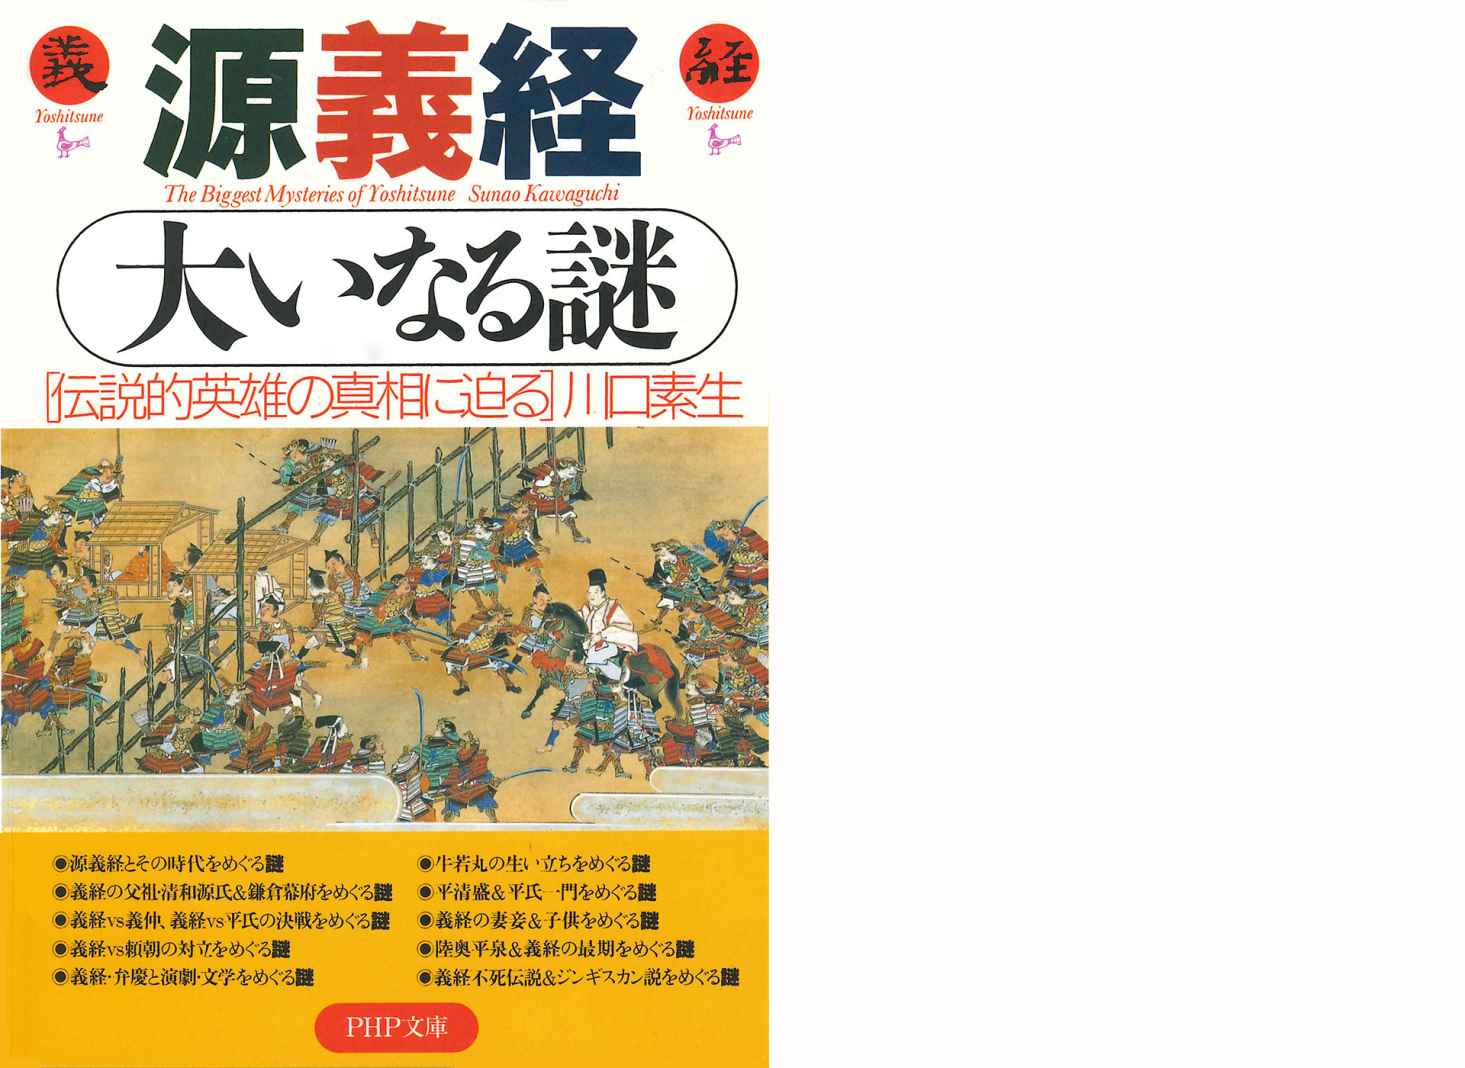 義
Yoshitsune
源義経
経
Yoshitsune
The Biggest Mysteries of Yoshitsune Sunao Kawaguchi
大いなる謎
[伝説的英雄の真相に迫る]川口素生
●源義経とその時代をめぐる謎
●義経の父祖・清和源氏&鎌倉幕府をめぐる謎
●義経vs義仲、義経vs平氏の決戦をめぐる謎
●義経vs頼朝の対立をめぐる謎
●義経・弁慶と演劇・文学をめぐる謎
●牛若丸の生い立ちをめぐる謎
●平清盛&平氏一門をめぐる謎
●義経の妻妾&子供をめぐる謎
●陸奥平泉&義経の最期をめぐる謎
●義経不死伝説&ジンギスカン説をめぐる謎
PHP文庫